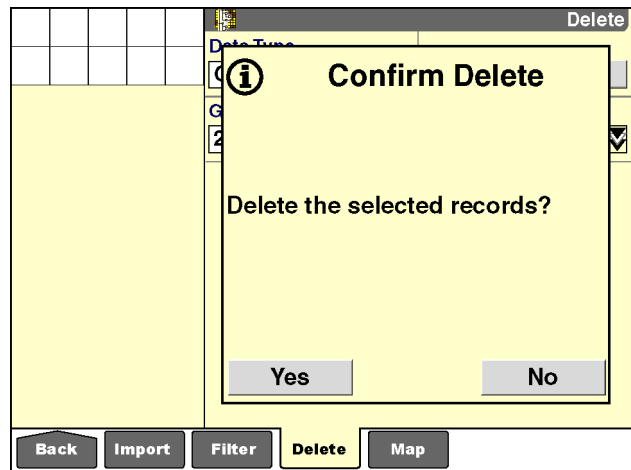 Delete
Confirm Delete
Delete the selected records?
Yes
No
Back
Import
Filter
Delete
Map